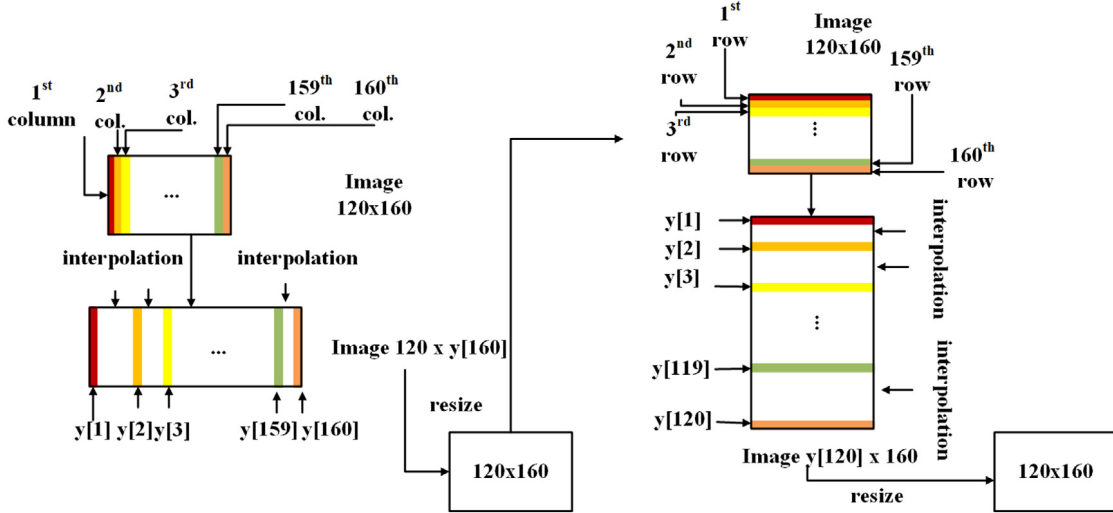 1st
column
2nd
col.
3rd
col.
159th
col.
160th
col.
...
Image
120x160
interpolation
interpolation
...
y[1]
y[2]
y[3]
y[159]
y[160]
Image 120 x y[160]
resize
120x160
1st
row
2nd
row
3rd
row
Image
120x160
159th
row
160th
row
...
y[1]
y[2]
y[3]
...
y[119]
y[120]
interpolation
interpolation
Image y[120] x 160
resize
120x160